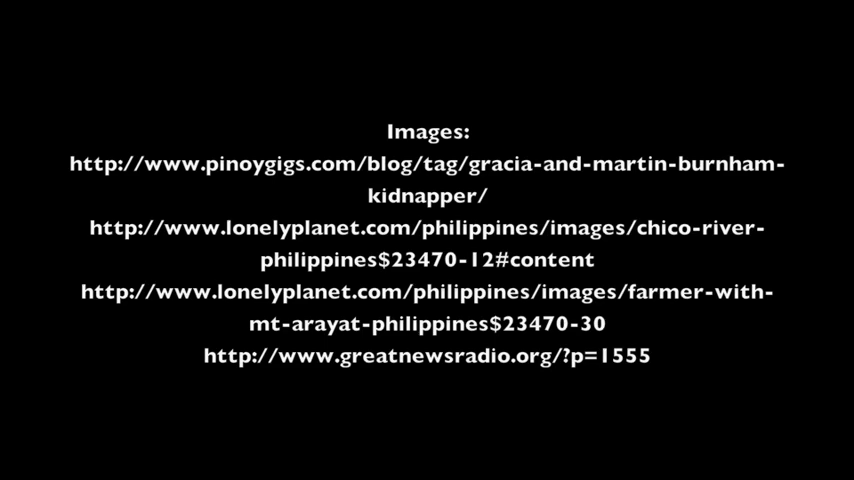 Images:
http://www.pinoygigs.com/blog/tag/gracia-and-martin-burnham-
kidnapper/
http://www.lonelyplanet.com/philippines/images/chico-river-
philippines$23470-12#content
http://www.lonelyplanet.com/philippines/images/farmer-with-
mt-arayat-philippines$23470-30
http://www.greatnewsradio.org/?p=1555